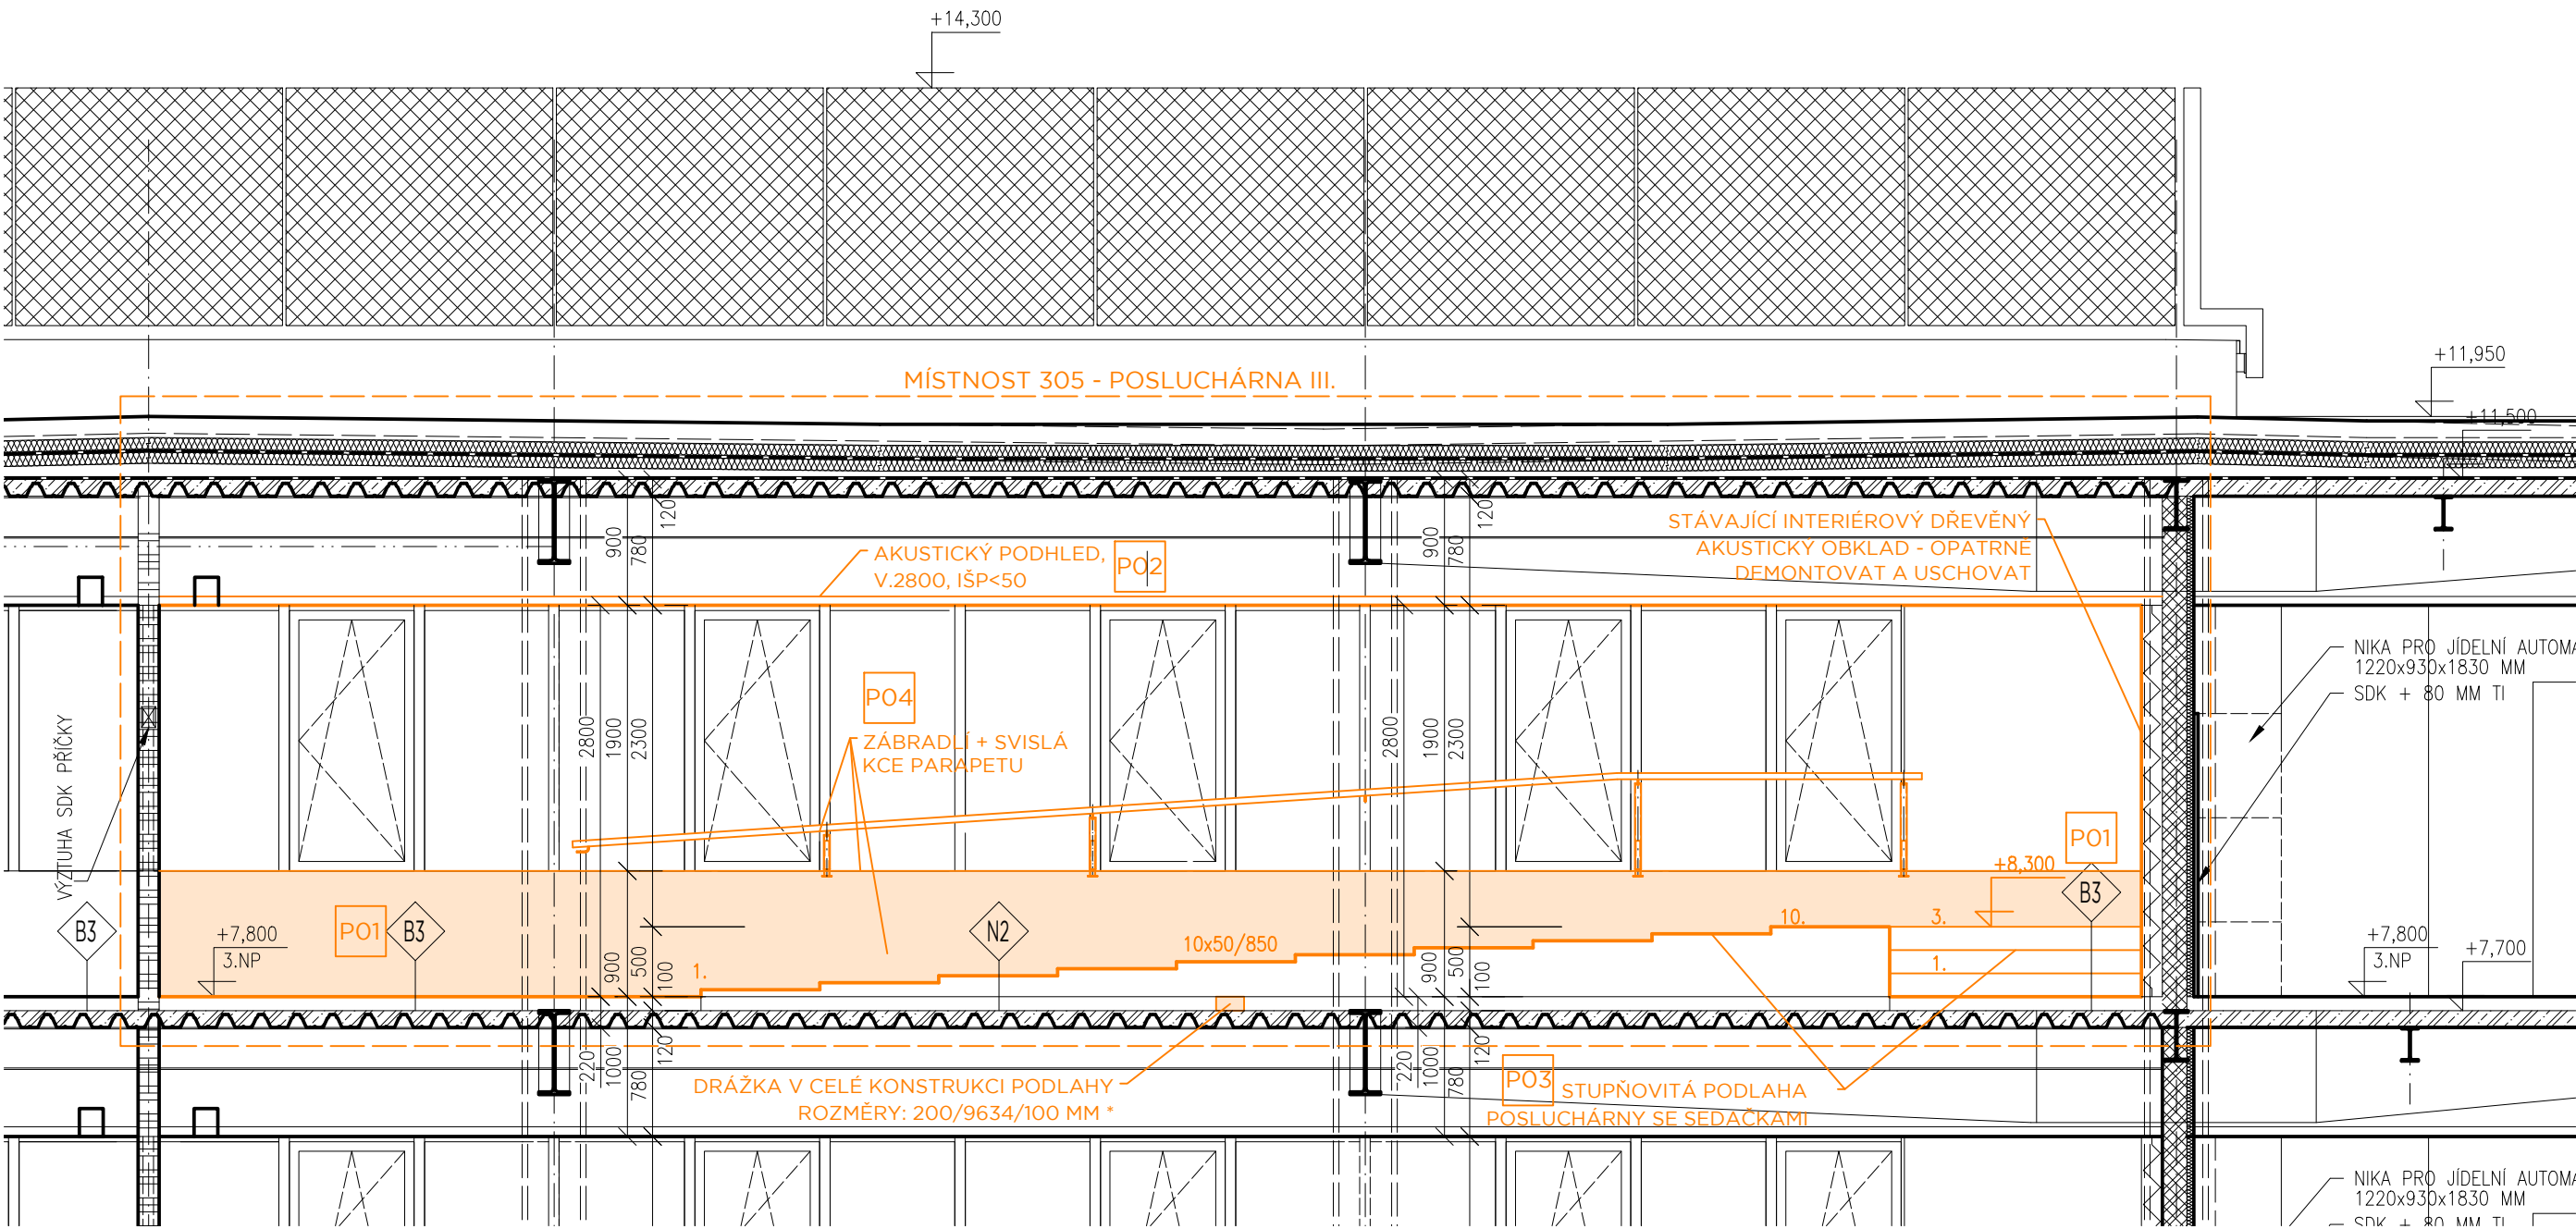 +14,300
MÍSTNOST 305 - POSLUCHÁRNA III.
+11,950
+11,500
120
900
780
120
900
780
STÁVAJÍCÍ INTERIÉROVÝ DŘEVĚNÝ
AKUSTICKÝ OBKLAD - OPATRNĚ
DEMONTOVAT A USCHOVAT
AKUSTICKÝ PODHLED,
V.2800, IŠP<50
P02
NIKA PRO JÍDELNÍ AUTOMA
1220x930x1830 MM
SDK + 80 MM TI
P04
ZÁBRADLÍ + SVISLÁ
KCE PARAPETU
VÝZTUHA SDK PŘÍČKY
2800
1900
2300
2800
1900
2300
P01
+8,300
B3
P01
B3
N2
B3
10.
3.
+7,800
3.NP
10x50/850
1.
1.
900
500
100
900
500
100
+7,800
3.NP
+7,700
220
1000
780
120
220
1000
780
120
DRÁŽKA V CELÉ KONSTRUKCI PODLAHY
ROZMĚRY: 200/9634/100 MM *
P03
STUPŇOVITÁ PODLAHA
POSLUCHÁRNY SE SEDAČKAMI
NIKA PRO JÍDELNÍ AUTOMA
1220x930x1830 MM
SDK + 80 MM TI